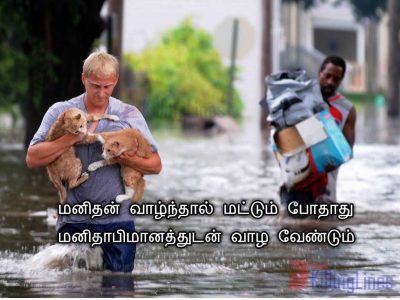 மனிதன் வாழ்ந்தால் மட்டும் போதாது
மனிதாபிமானத்துடன் வாழ வேண்டும்